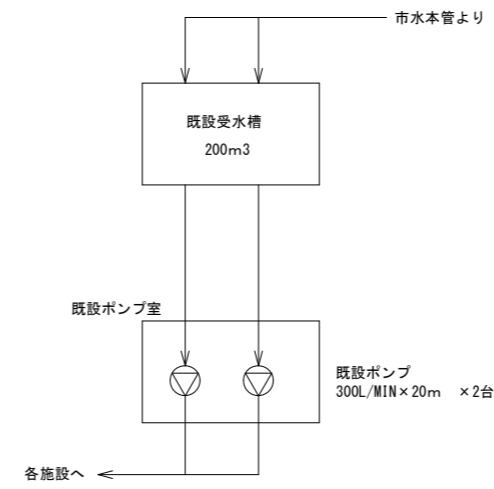 市水本管より
既設受水槽
200m3
既設ポンプ室
既設ポンプ
300L/MIN×20m ×2台
各施設へ